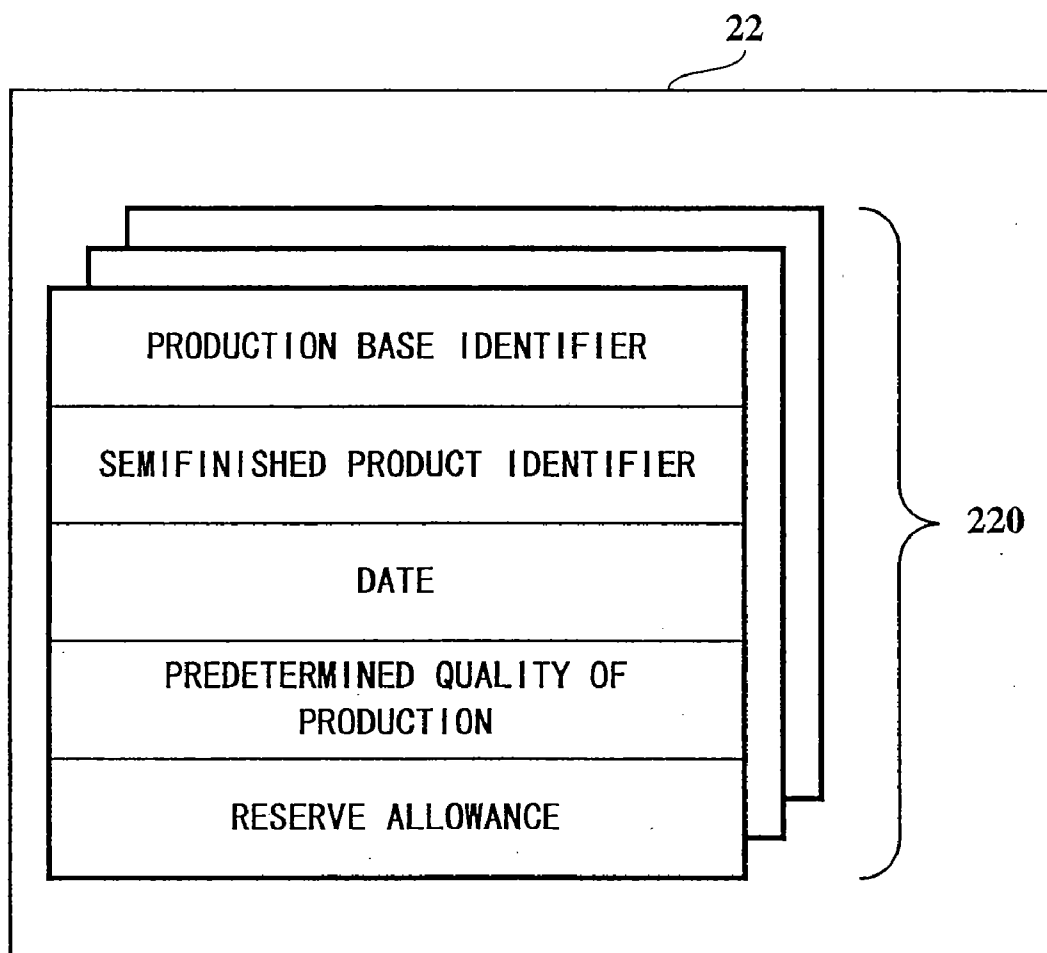 22
PRODUCTION BASE IDENTIFIER
SEMIFINISHED PRODUCT IDENTIFIER
DATE
PREDETERMINED QUALITY OF
PRODUCTION
RESERVE ALLOWANCE
220